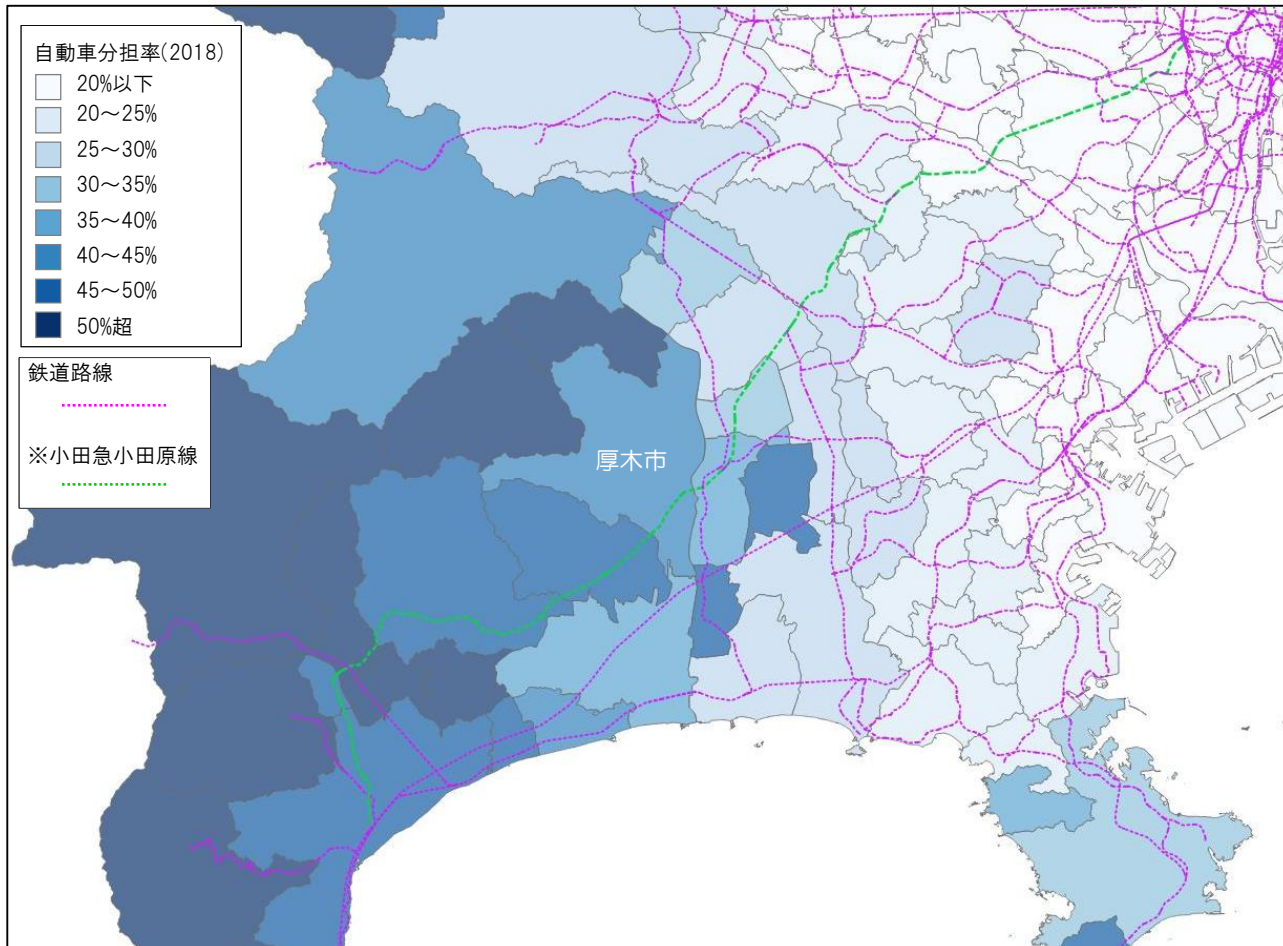 自動車分担率(2018)
20%以下
20～25%
25～30%
30～35%
35～40%
40～45%
45～50%
50%超
鉄道路線
※小田急小田原線
厚木市